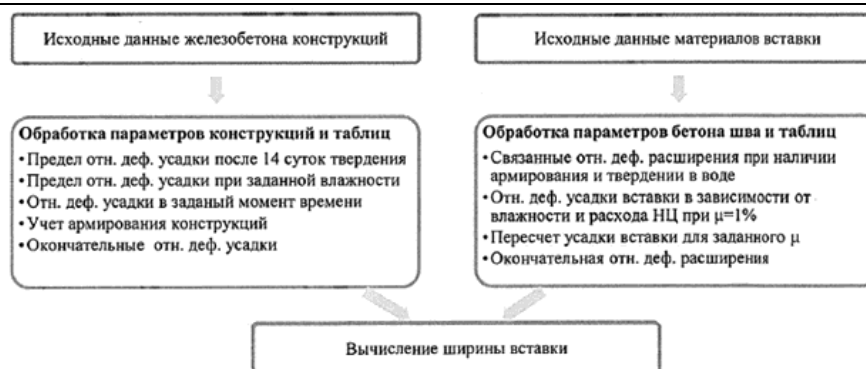 Исходные данные железобетона конструкций
Исходные данные материалов вставки
Обработка параметров конструкций и таблиц
•Предел отн. деф. усадки после 14 суток твердения
•Предел отн. деф. усадки при заданной влажности
•Отн. деф. усадки в заданый момент времени
•Учет армирования конструкций
•Окончательные отн. деф. усадки
Обработка параметров бетона шва и таблиц
•Связанные отн. деф. расширения при наличии
армирования и твердении в воде
•Отн. деф. усадки вставки в зависимости от
влажности и расхода НЦ при μ=1%
•Пересчет усадки вставки для заданного μ
•Окончательная отн. деф. расширения
Вычисление ширины вставки